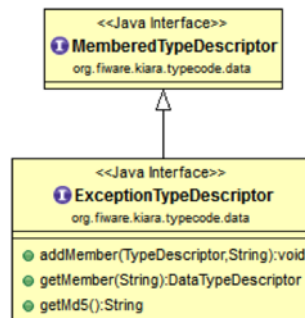 <<Java Interface>>
MemberedTypeDescriptor
org.fiware.kiara.typecode.data
<<Java Interface>>
ExceptionTypeDescriptor
org.fiware.kiara.typecode.data
addMember(TypeDescriptor,String):void
getMember(String):DataTypeDescriptor
getMd5():String